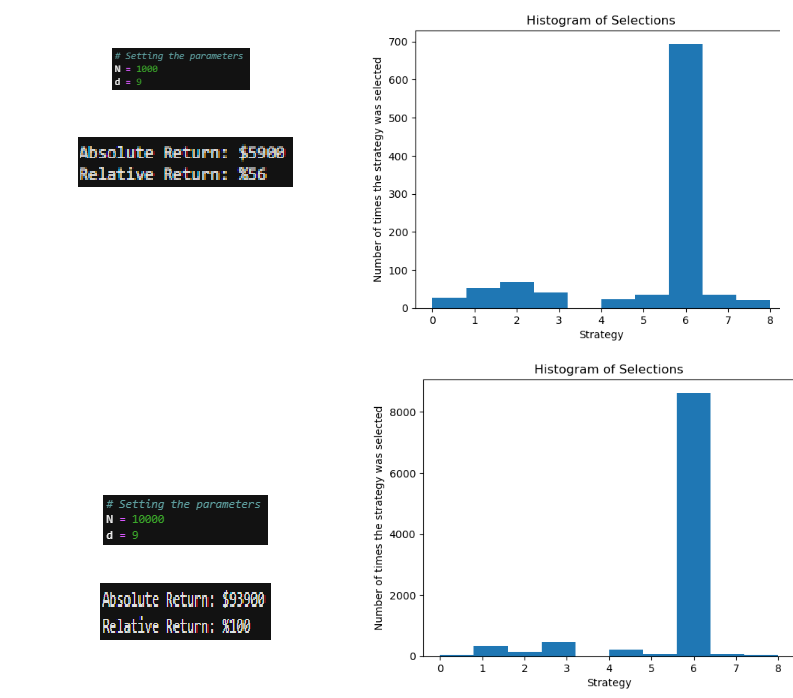 # Setting the parameters
N = 1000
d = 9
Absolute Return: $5900
Relative Return: %56
Histogram of Selections
Number of times the strategy was selected
700
600
500
400
300
200
100
0
0 1 2 3 4 5 6 7 8
Strategy
# Setting the parameters
N = 10000
d = 9
Absolute Return: $93900
Relative Return: %100
Histogram of Selections
Number of times the strategy was selected
8000
6000
4000
2000
0
0 1 2 3 4 5 6 7 8
Strategy